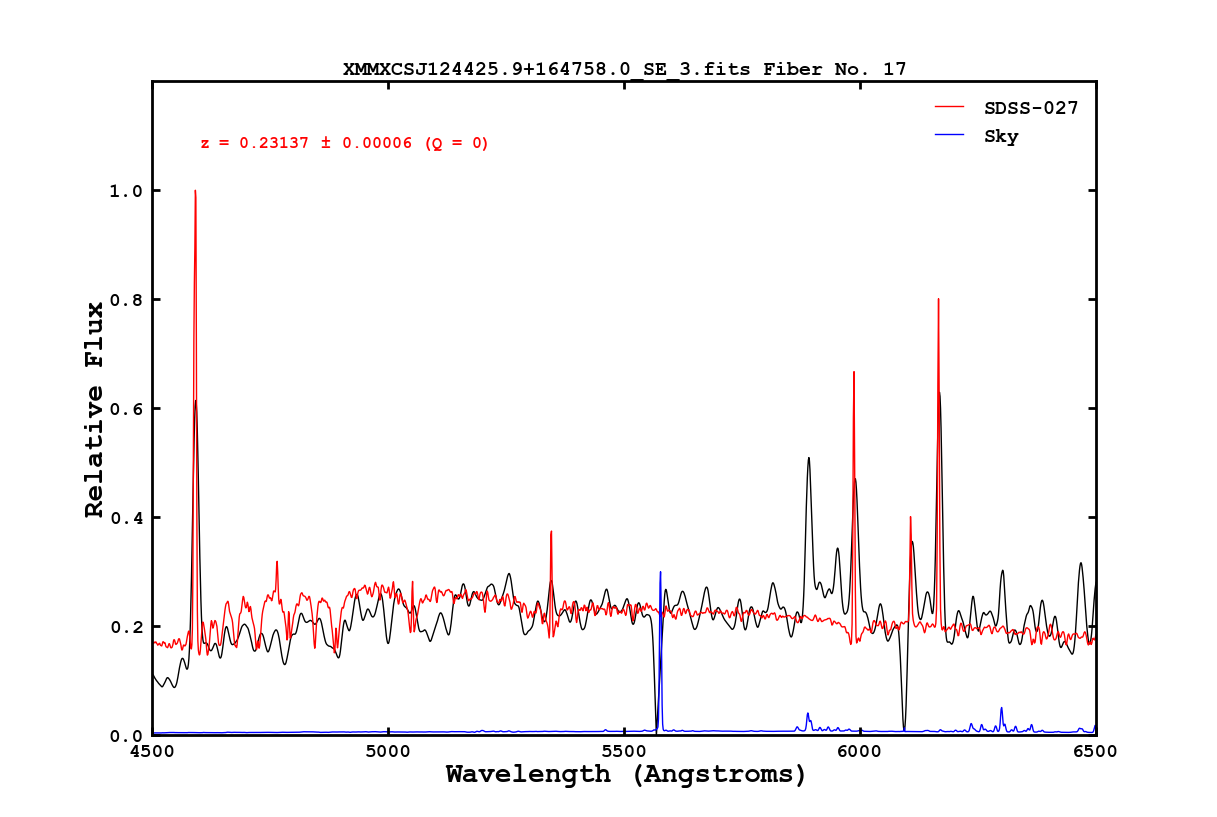 XMMXCSJ124425.9+164758.0_SE_3.fits Fiber No. 17
SDSS-027
Sky
z = 0.23137 ± 0.00006 (Q = 0)
1.0
0.8
0.6
0.4
0.2
0.0
Relative Flux
4500 5000 5500 6000 6500
Wavelength (Angstroms)